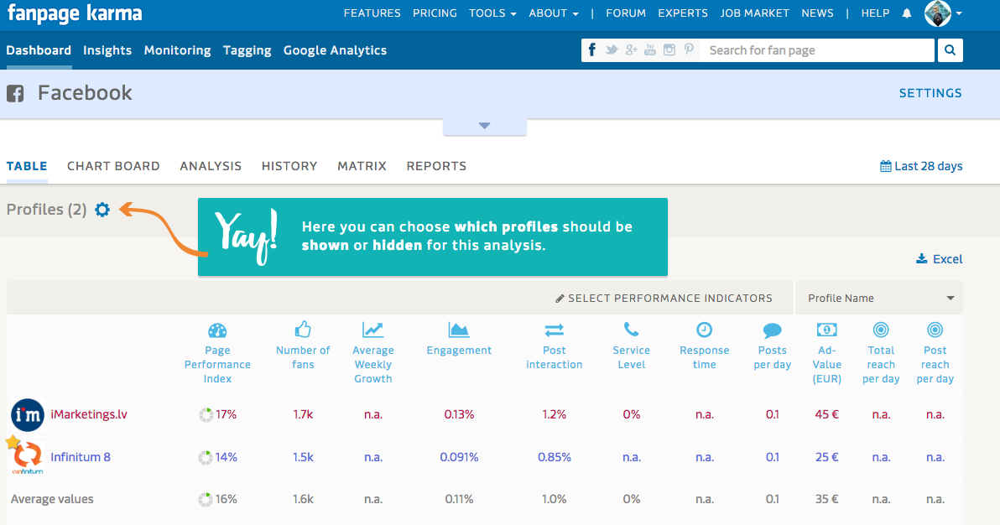 fanpage karma
FEATURES PRICING TOOLS ABOUT | FORUM EXPERTS JOB MARKET NEWS | HELP
Dashboard Insights Monitoring Tagging Google Analytics
Search for fan page
Facebook
SETTINGS
TABLE CHART BOARD ANALYSIS HISTORY MATRIX REPORTS
Last 28 days
Profiles (2)
Yay!
Here you can choose which profiles should be
shown or hidden for this analysis.
Excel
SELECT PERFORMANCE INDICATORS
Profile Name
Page
Performance
Index
Number of
fans
Average
Weekly
Growth
Engagement
Post
interaction
Service
Level
Response
time
Posts
per day
Ad-
Value
(EUR)
Total
reach
per day
Post
reach
per day
i'm iMarketings.lv 17% 1.7k n.a. 0.13% 1.2% 0% n.a. 0.1 45 € n.a. n.a.
Infinitum 8 14% 1.5k n.a. 0.091% 0.85% n.a. n.a. 0.1 25 € n.a. n.a.
infinitum
Average values 16% 1.6k n.a. 0.11% 1.0% 0% n.a. 0.1 35 € n.a. n.a.